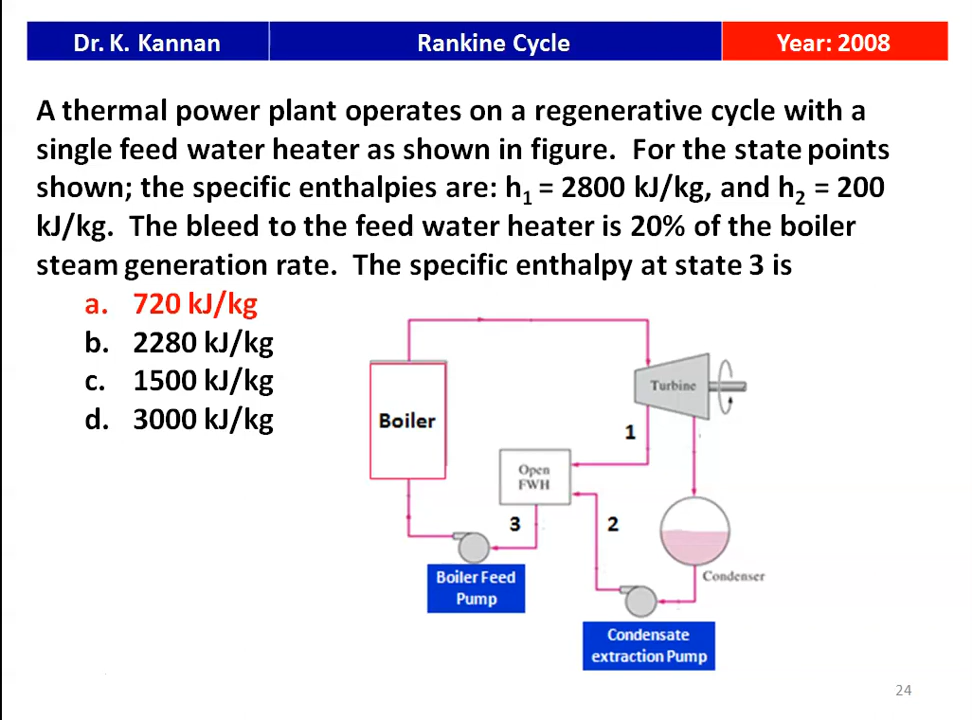 Dr. K. Kannan
Rankine Cycle
Year: 2008
A thermal power plant operates on a regenerative cycle with a
single feed water heater as shown in figure. For the state points
shown; the specific enthalpies are: h₁ = 2800 kJ/kg, and h₂ = 200
kJ/kg. The bleed to the feed water heater is 20% of the boiler
steam generation rate. The specific enthalpy at state 3 is
a. 720 kJ/kg
b. 2280 kJ/kg
c. 1500 kJ/kg
d. 3000 kJ/kg
Turbine
Boiler
1
Open
FWH
3
2
Boiler Feed
Pump
Condenser
Condensate
extraction Pump
24